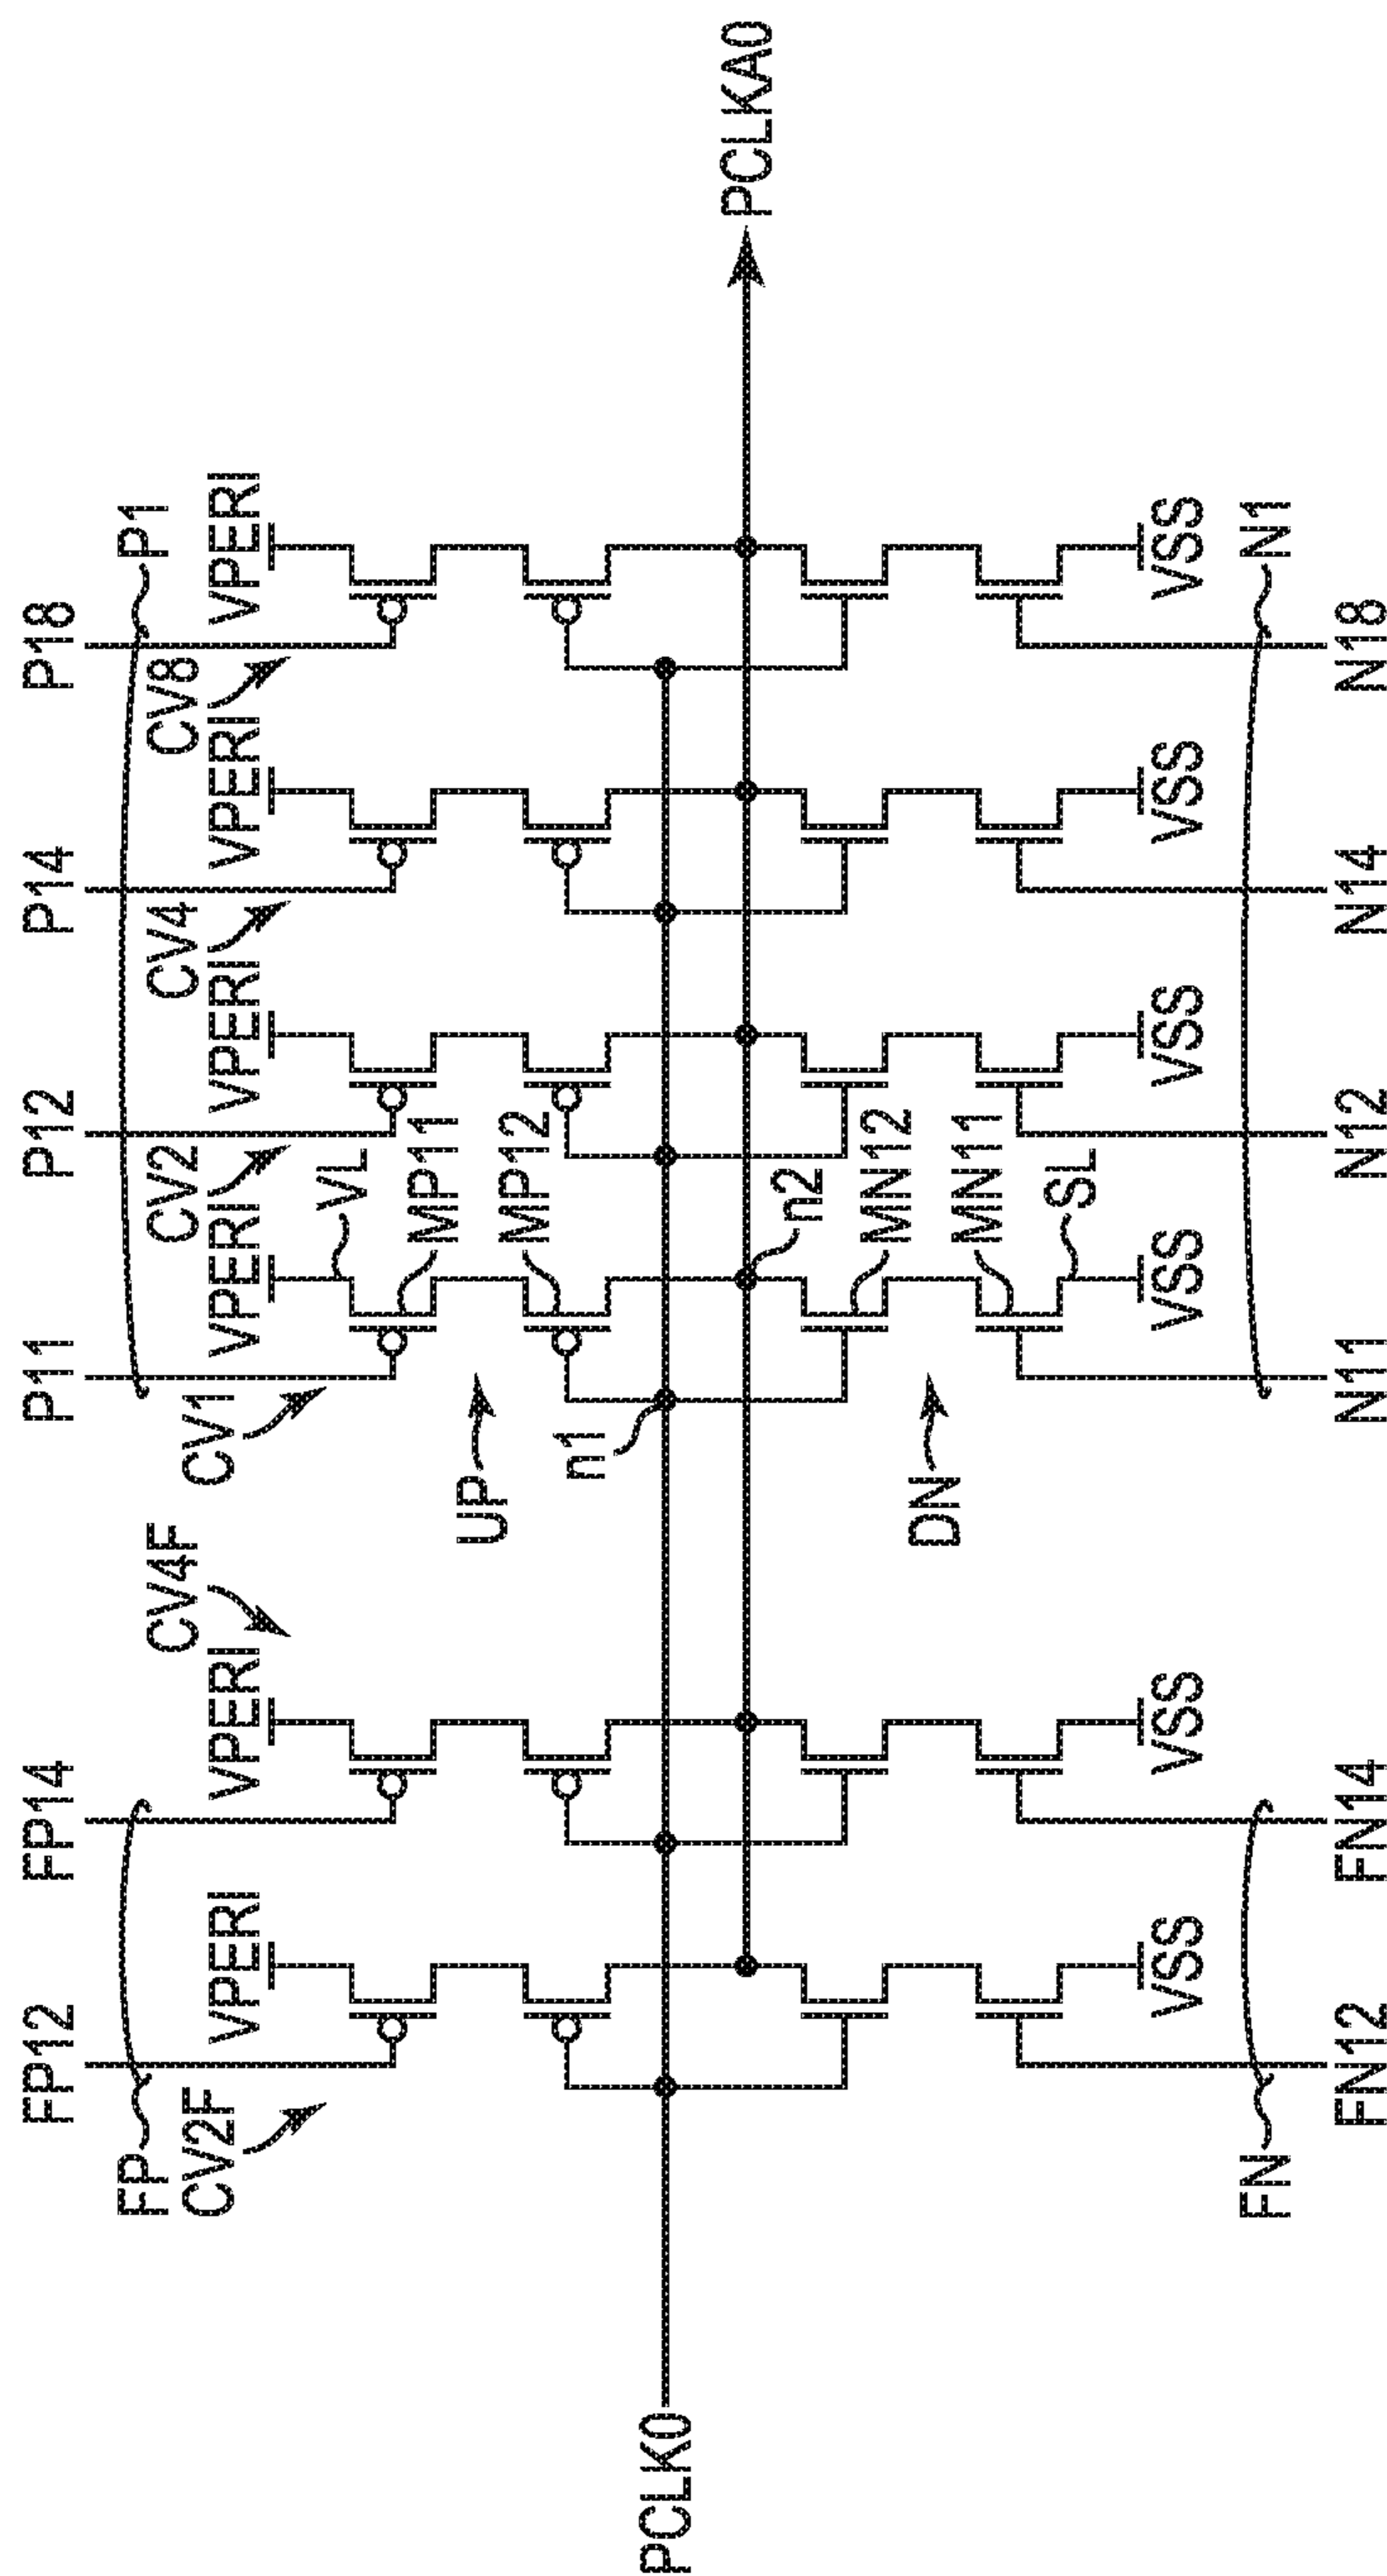 FP12
FP14
P11
P12
P14
P18
FP
P1
CV2F
CV4F
CV1
CV2
CV4
CV8
VPERI
VPERI
VPERI
VPERI
VPERI
VPERI
VL
MP11
UP
MP12
n1
PCLK0
PCLKA0
n2
MN12
DN
MN11
SL
VSS
VSS
VSS
VSS
VSS
VSS
FN
N1
FN12
FN14
N11
N12
N14
N18